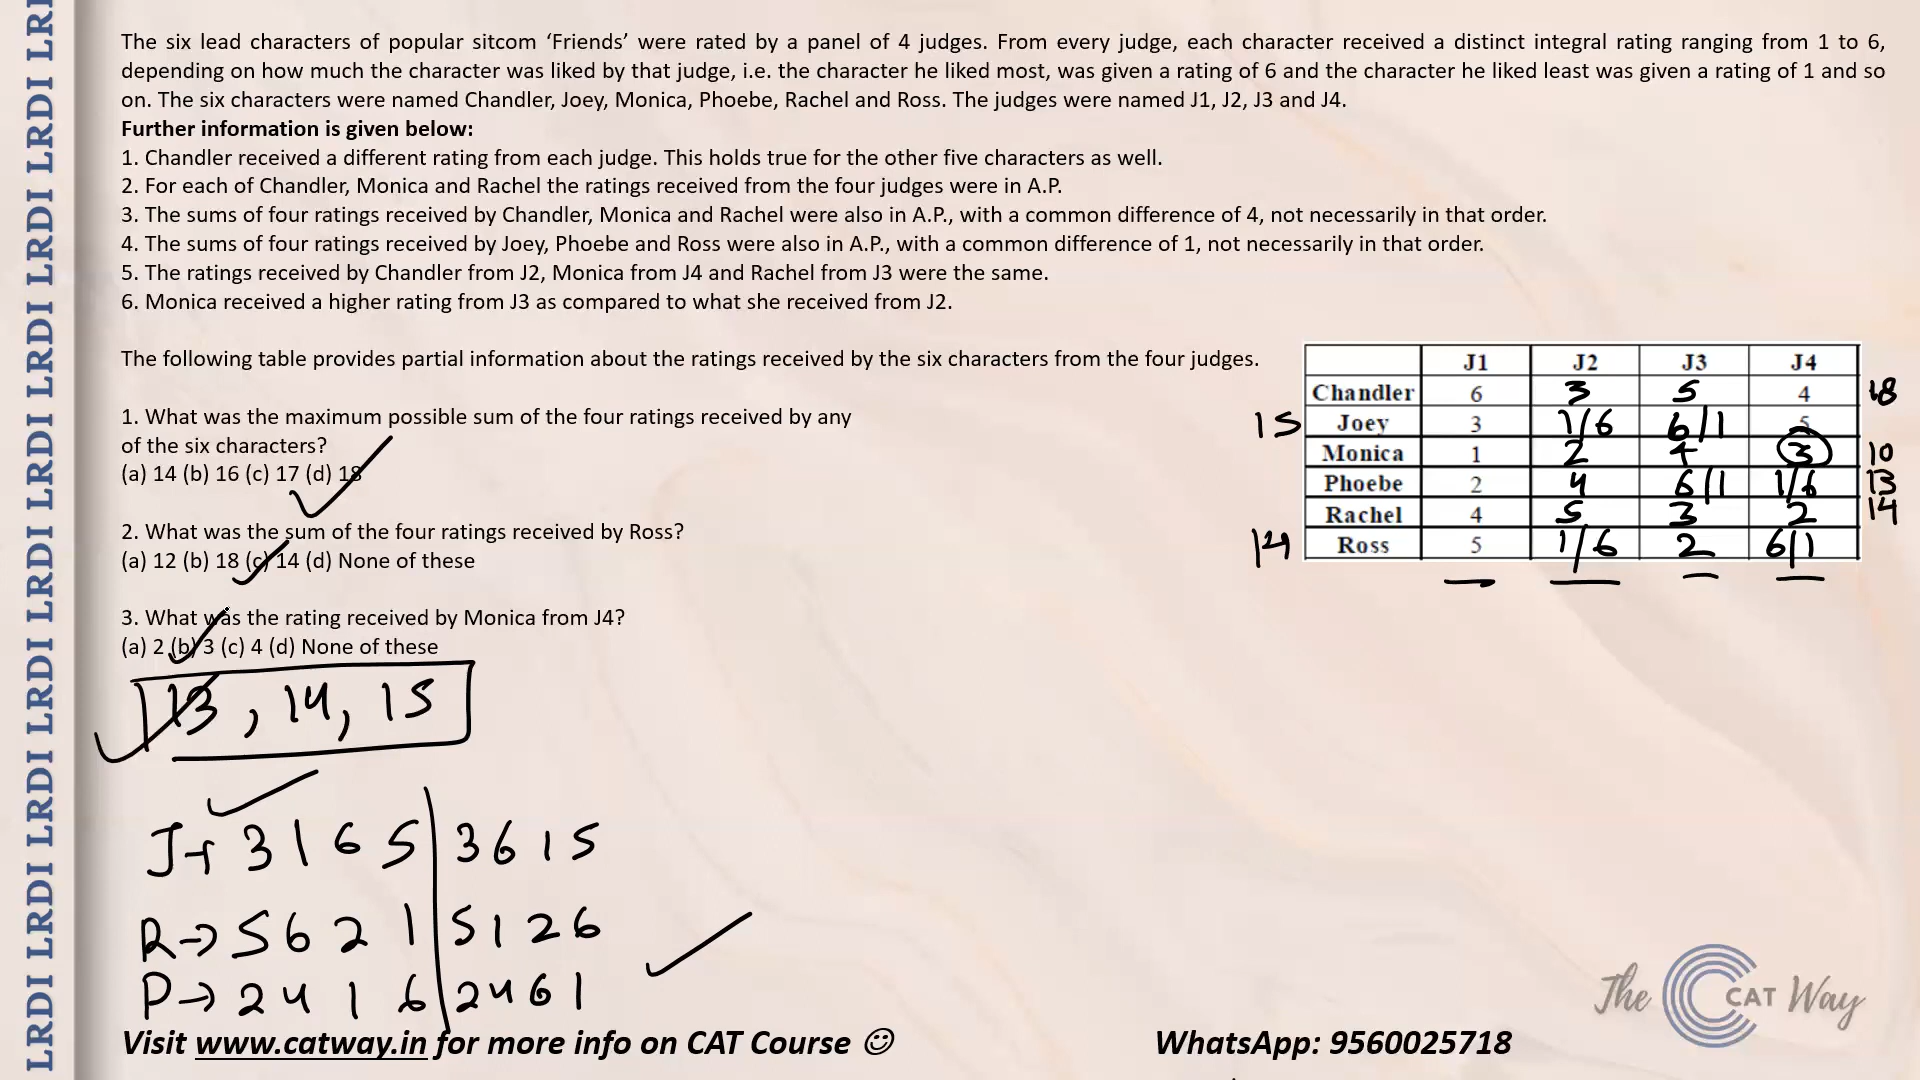 LRDI LRDI LRDI LRDI LRDI LRDI LRDI LRDI LRDI
The six lead characters of popular sitcom ‘Friends’ were rated by a panel of 4 judges. From every judge, each character received a distinct integral rating ranging from 1 to 6,
depending on how much the character was liked by that judge, i.e. the character he liked most, was given a rating of 6 and the character he liked least was given a rating of 1 and so
on. The six characters were named Chandler, Joey, Monica, Phoebe, Rachel and Ross. The judges were named J1, J2, J3 and J4.
Further information is given below:
1. Chandler received a different rating from each judge. This holds true for the other five characters as well.
2. For each of Chandler, Monica and Rachel the ratings received from the four judges were in A.P.
3. The sums of four ratings received by Chandler, Monica and Rachel were also in A.P., with a common difference of 4, not necessarily in that order.
4. The sums of four ratings received by Joey, Phoebe and Ross were also in A.P., with a common difference of 1, not necessarily in that order.
5. The ratings received by Chandler from J2, Monica from J4 and Rachel from J3 were the same.
6. Monica received a higher rating from J3 as compared to what she received from J2.
The following table provides partial information about the ratings received by the six characters from the four judges.
1. What was the maximum possible sum of the four ratings received by any
of the six characters?
(a) 14 (b) 16 (c) 17 (d) 18
2. What was the sum of the four ratings received by Ross?
(a) 12 (b) 18 (c) 14 (d) None of these
3. What was the rating received by Monica from J4?
(a) 2 (b) 3 (c) 4 (d) None of these
J1 J2 J3 J4
Chandler 6 3 5 4 18
15 Joey 3 1/6 6/1 5
Monica 1 2 4 3 10
Phoebe 2 4 6/1 1/6 13
Rachel 4 5 3 2 14
14 Ross 5 1/6 2 6/1
13, 14, 15
J→ 3 1 6 5 | 3 6 1 5
R→ 5 6 2 1 | 5 1 2 6
P→ 2 4 1 6 | 2 4 6 1
The CAT Way
Visit www.catway.in for more info on CAT Course ☺ WhatsApp: 9560025718